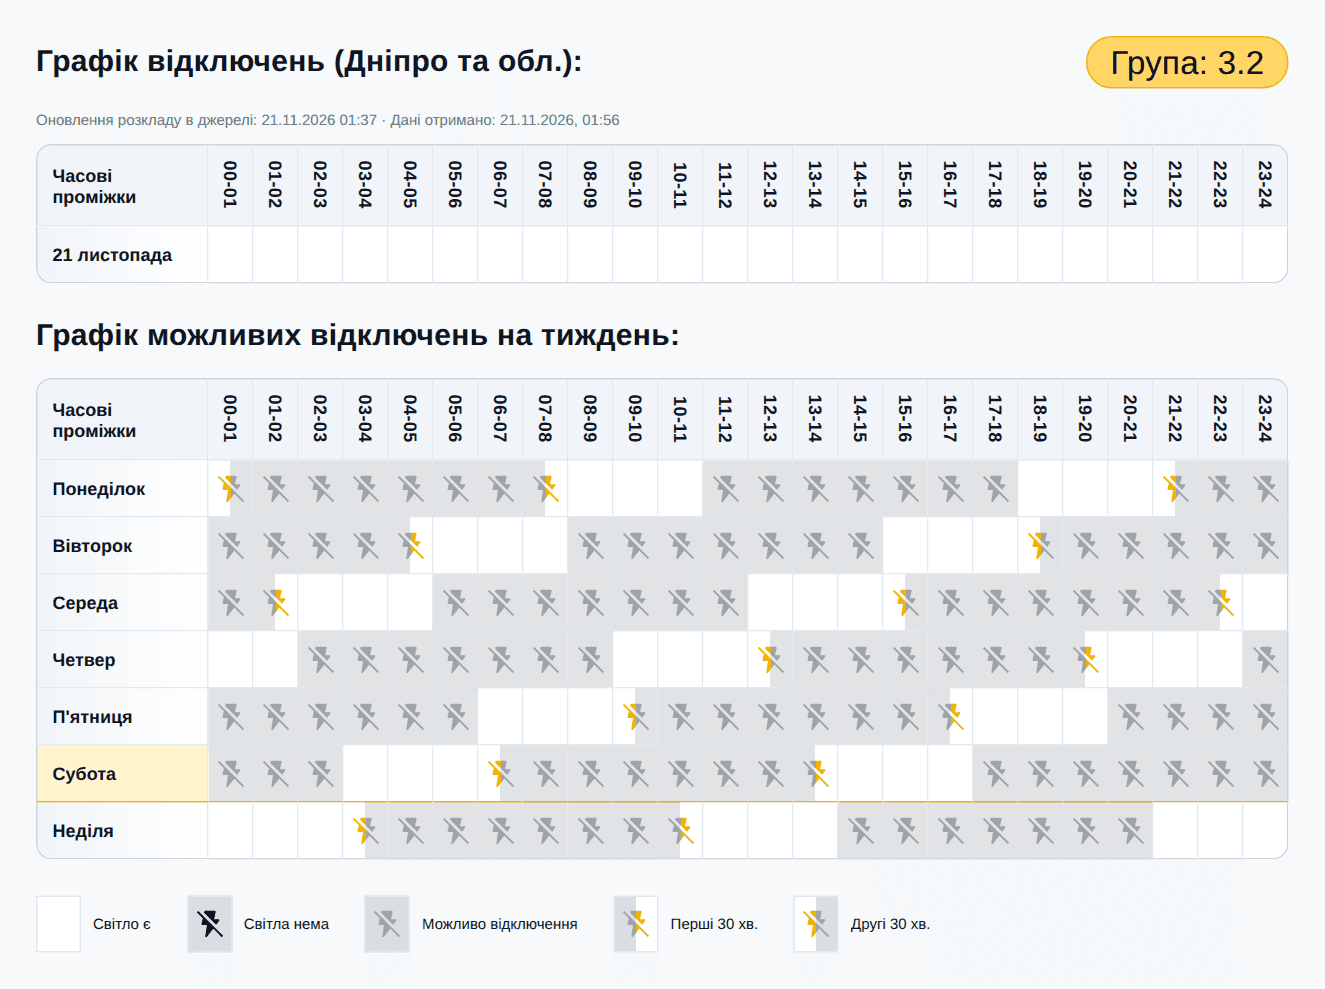 Графік відключень (Дніпро та обл.):
Група: 3.2
Оновлення розкладу в джерелі: 21.11.2026 01:37 · Дані отримано: 21.11.2026, 01:56
Часові
проміжки
00-01 01-02 02-03 03-04 04-05 05-06 06-07 07-08 08-09 09-10 10-11 11-12 12-13 13-14 14-15 15-16 16-17 17-18 18-19 19-20 20-21 21-22 22-23 23-24
21 листопада
Графік можливих відключень на тиждень:
Часові
проміжки
00-01 01-02 02-03 03-04 04-05 05-06 06-07 07-08 08-09 09-10 10-11 11-12 12-13 13-14 14-15 15-16 16-17 17-18 18-19 19-20 20-21 21-22 22-23 23-24
Понеділок
Вівторок
Середа
Четвер
П'ятниця
Субота
Неділя
Світло є
Світла нема
Можливо відключення
Перші 30 хв.
Другі 30 хв.